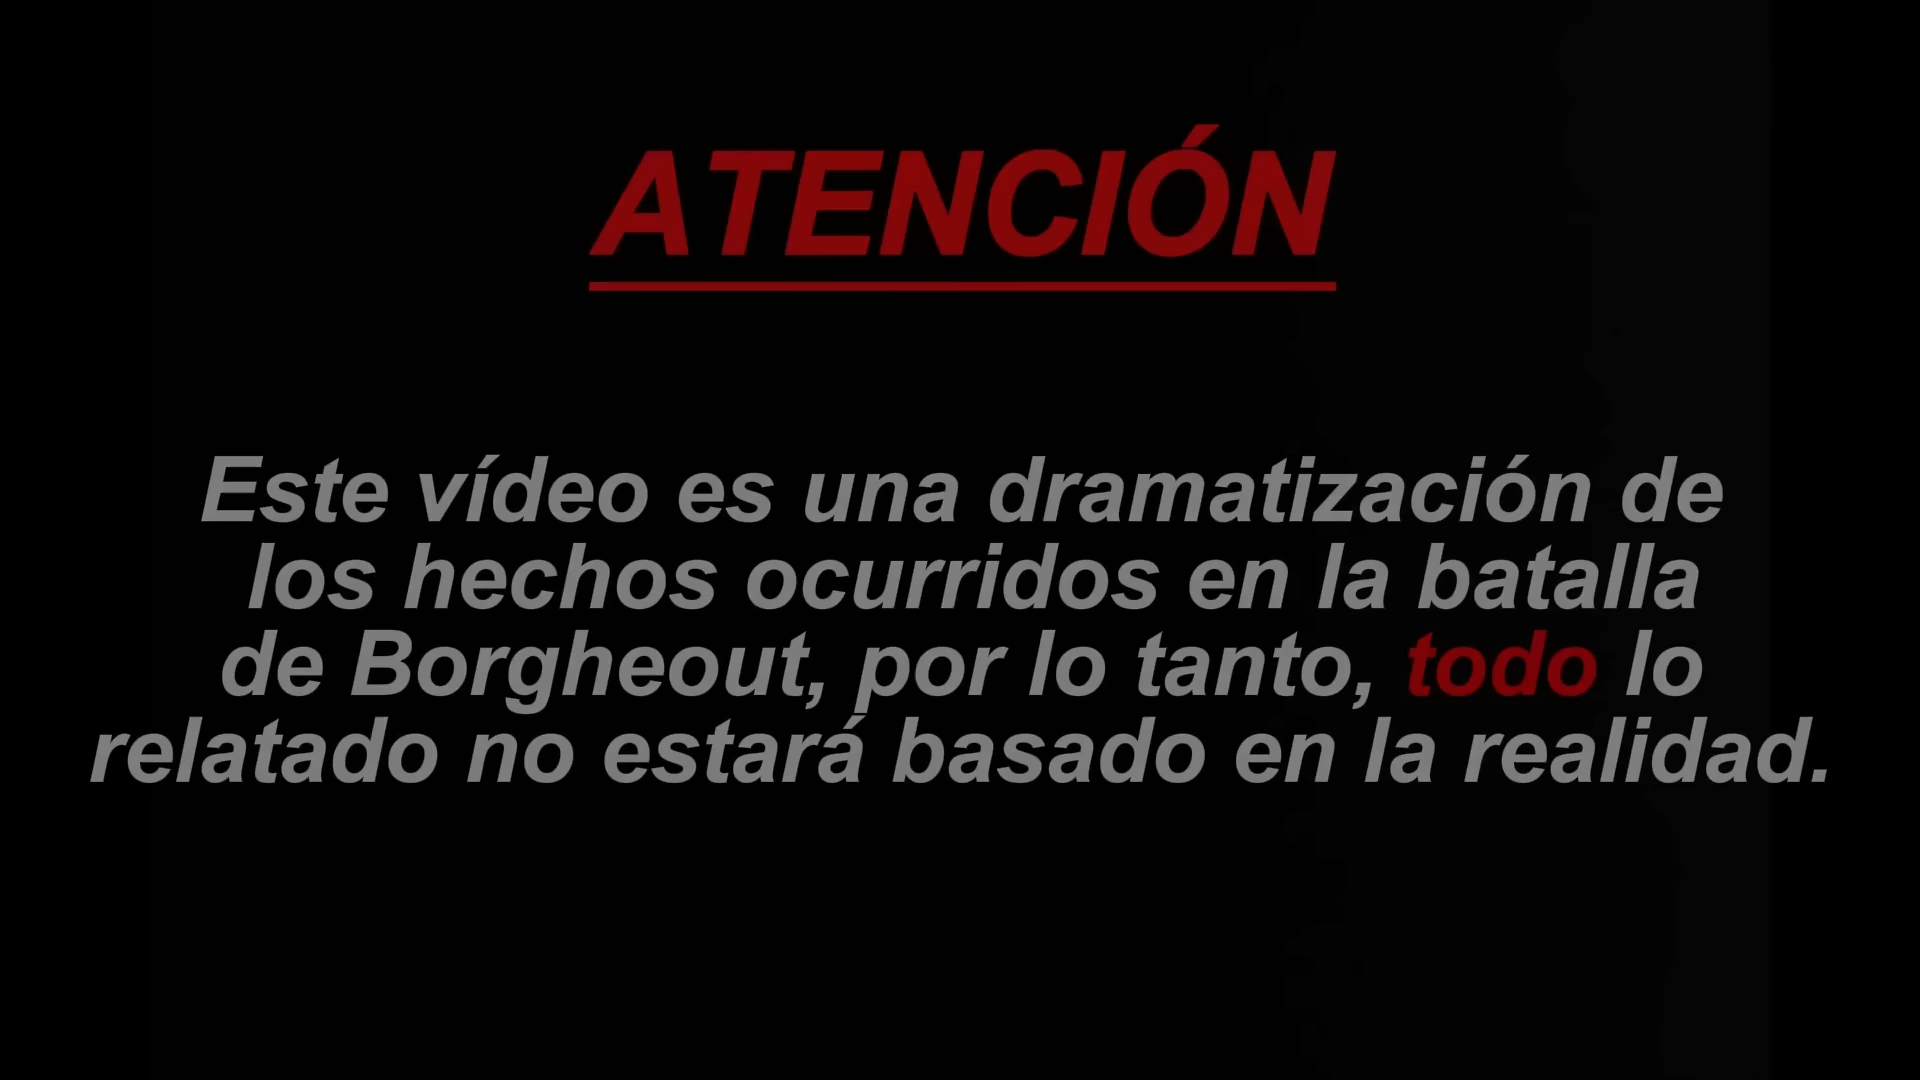 ATENCIÓN
Este vídeo es una dramatización de
los hechos ocurridos en la batalla
de Borgheout, por lo tanto, todo lo
relatado no estará basado en la realidad.